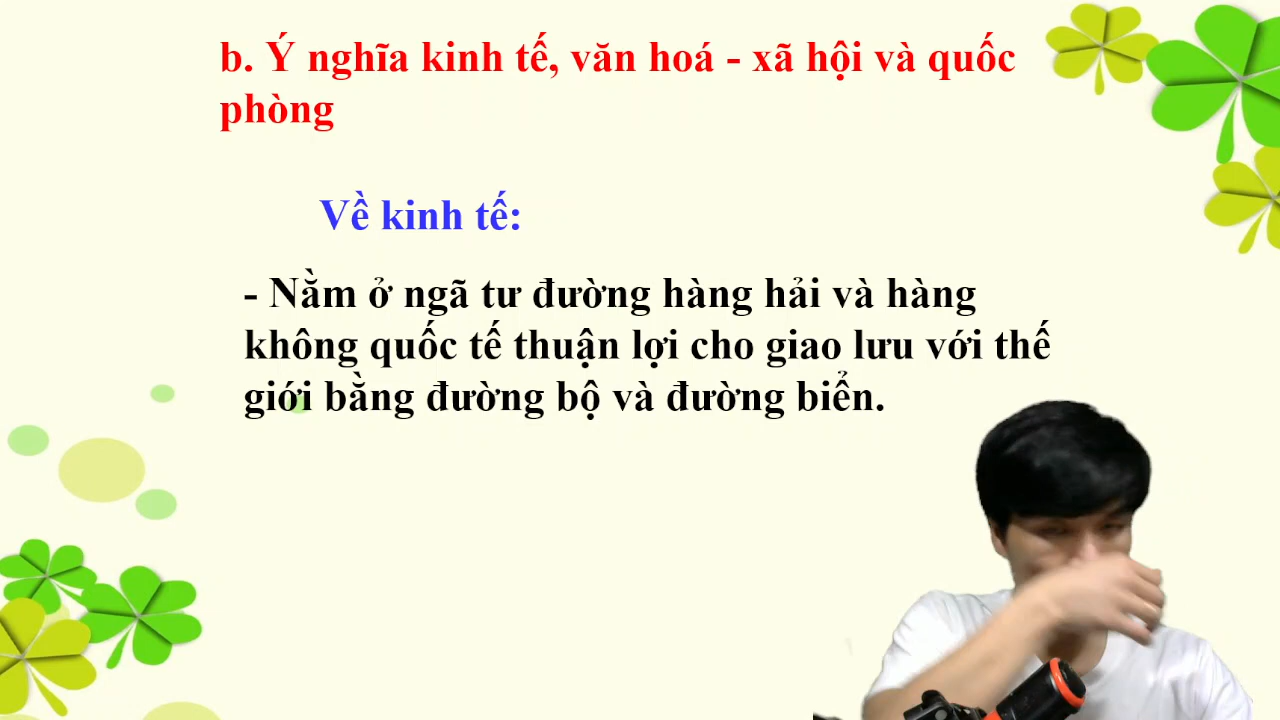 b. Ý nghĩa kinh tế, văn hoá - xã hội và quốc
phòng
Về kinh tế:
- Nằm ở ngã tư đường hàng hải và hàng
không quốc tế thuận lợi cho giao lưu với thế
giới bằng đường bộ và đường biển.